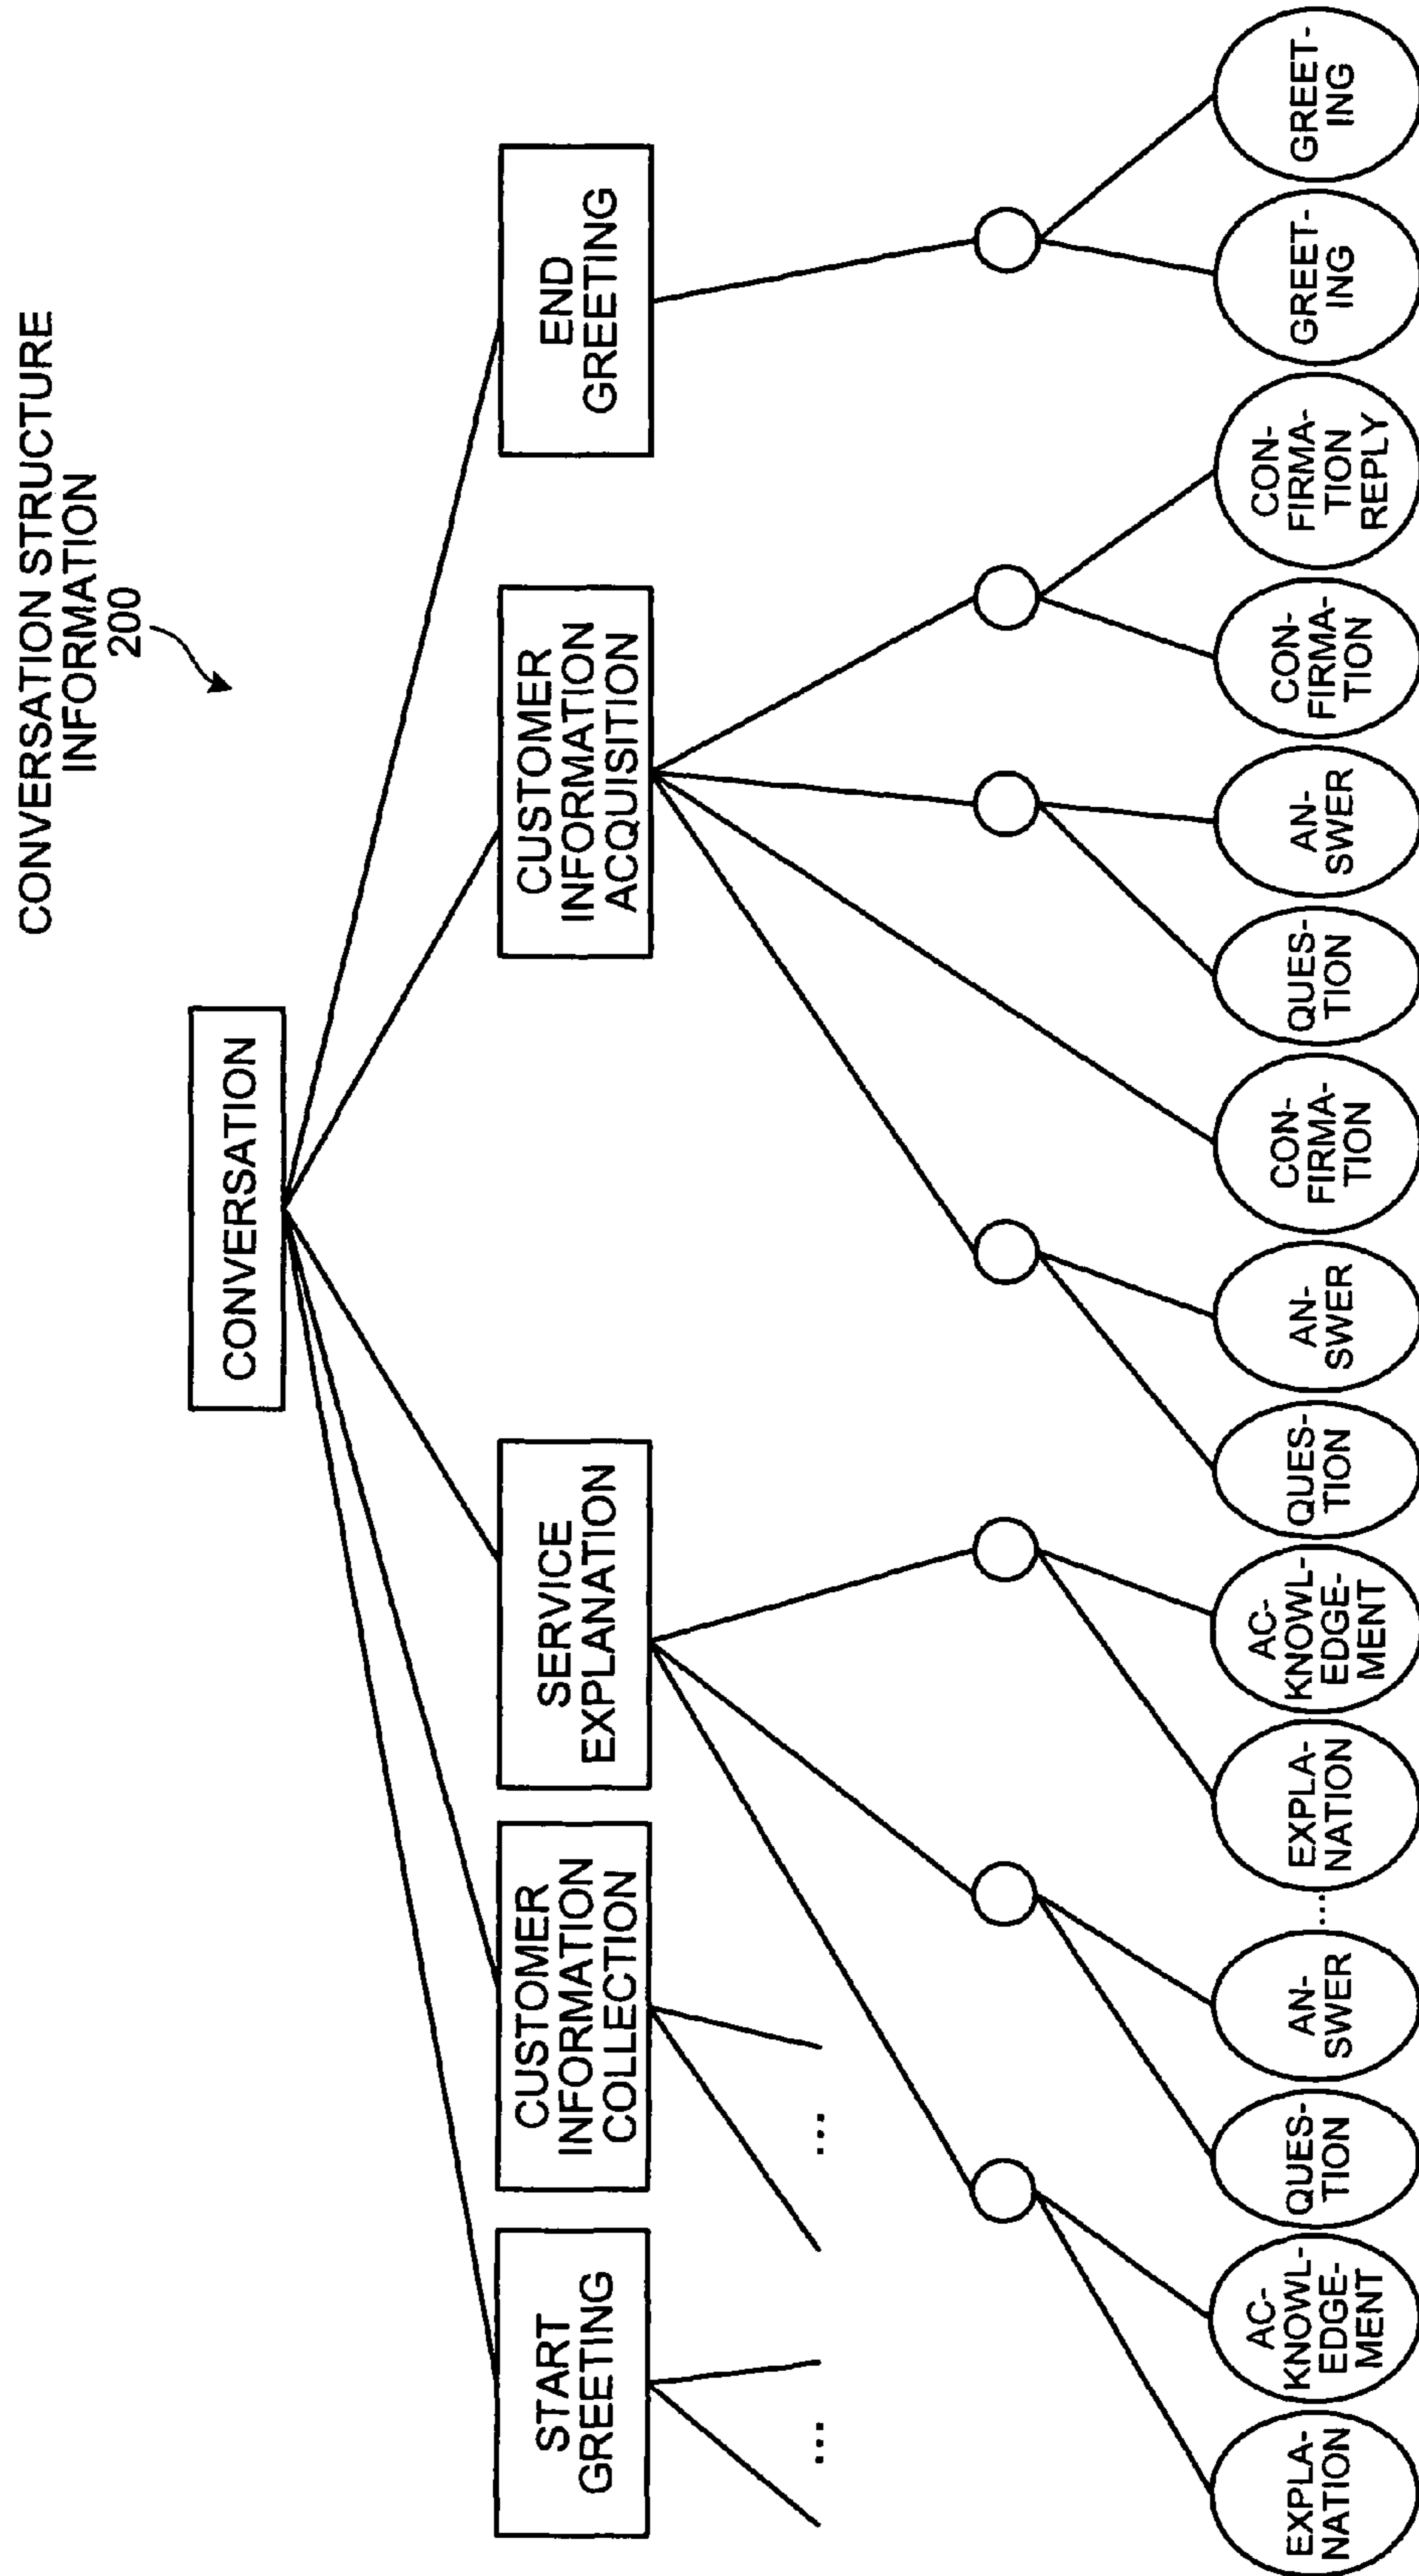 CONVERSATION STRUCTURE
INFORMATION
200
CONVERSATION
START
GREETING
CUSTOMER
INFORMATION
COLLECTION
SERVICE
EXPLANATION
CUSTOMER
INFORMATION
ACQUISITION
END
GREETING
...
...
EXPLA-
NATION
AC-
KNOWL-
EDGE-
MENT
QUES-
TION
AN-
SWER
...
EXPLA-
NATION
AC-
KNOWL-
EDGE-
MENT
QUES-
TION
AN-
SWER
CON-
FIRMA-
TION
QUES-
TION
AN-
SWER
CON-
FIRMA-
TION
CON-
FIRMA-
TION
REPLY
GREET-
ING
GREET-
ING